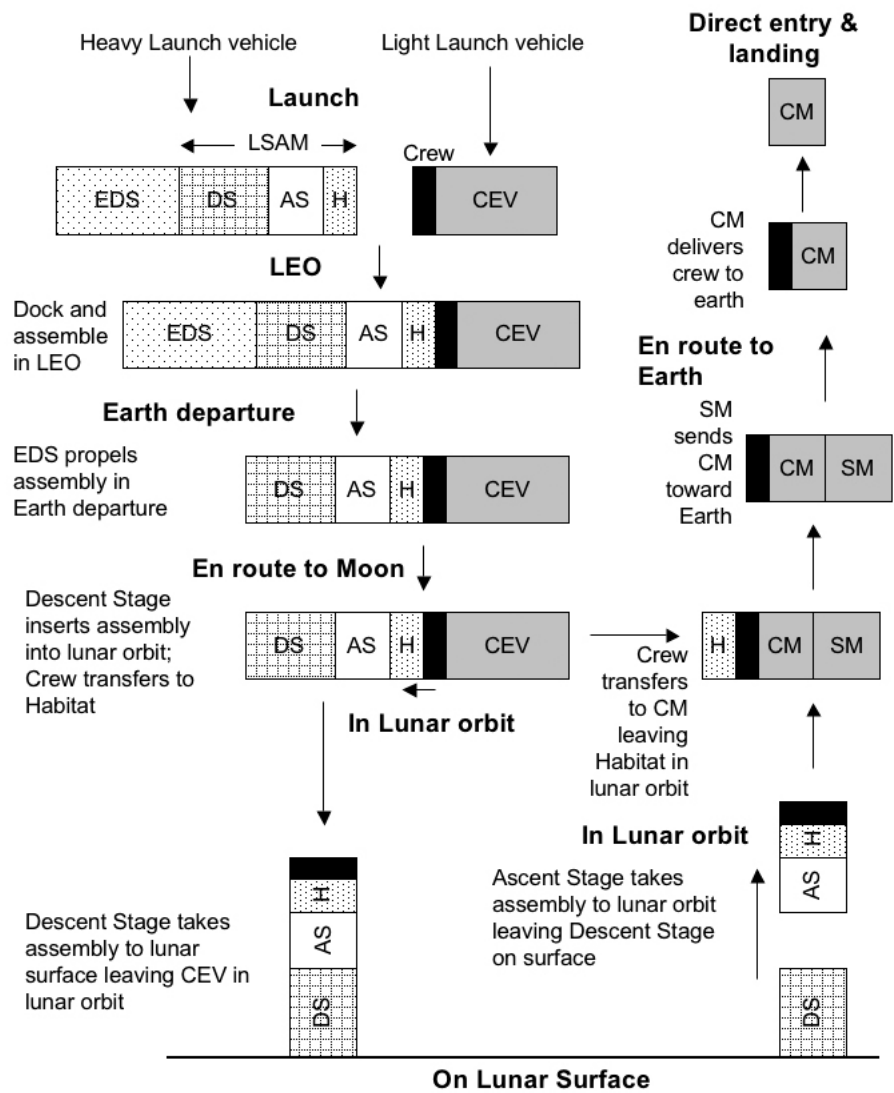 Heavy Launch vehicle
Light Launch vehicle
Launch
LSAM
Crew
EDS
DS
AS
H
CEV
LEO
Dock and
assemble
in LEO
EDS
DS
AS
H
CEV
Earth departure
EDS propels
assembly in
Earth departure
DS
AS
H
CEV
En route to Moon
Descent Stage
inserts assembly
into lunar orbit;
Crew transfers to
Habitat
DS
AS
H
CEV
In Lunar orbit
Descent Stage takes
assembly to lunar
surface leaving CEV in
lunar orbit
H
AS
DS
On Lunar Surface
DS
AS
H
Ascent Stage takes
assembly to lunar orbit
leaving Descent Stage
on surface
In Lunar orbit
Crew
transfers
to CM
leaving
Habitat in
lunar orbit
H
CM
SM
SM
sends
CM
toward
Earth
CM
SM
En route to
Earth
CM
delivers
crew to
earth
CM
CM
Direct entry &
landing